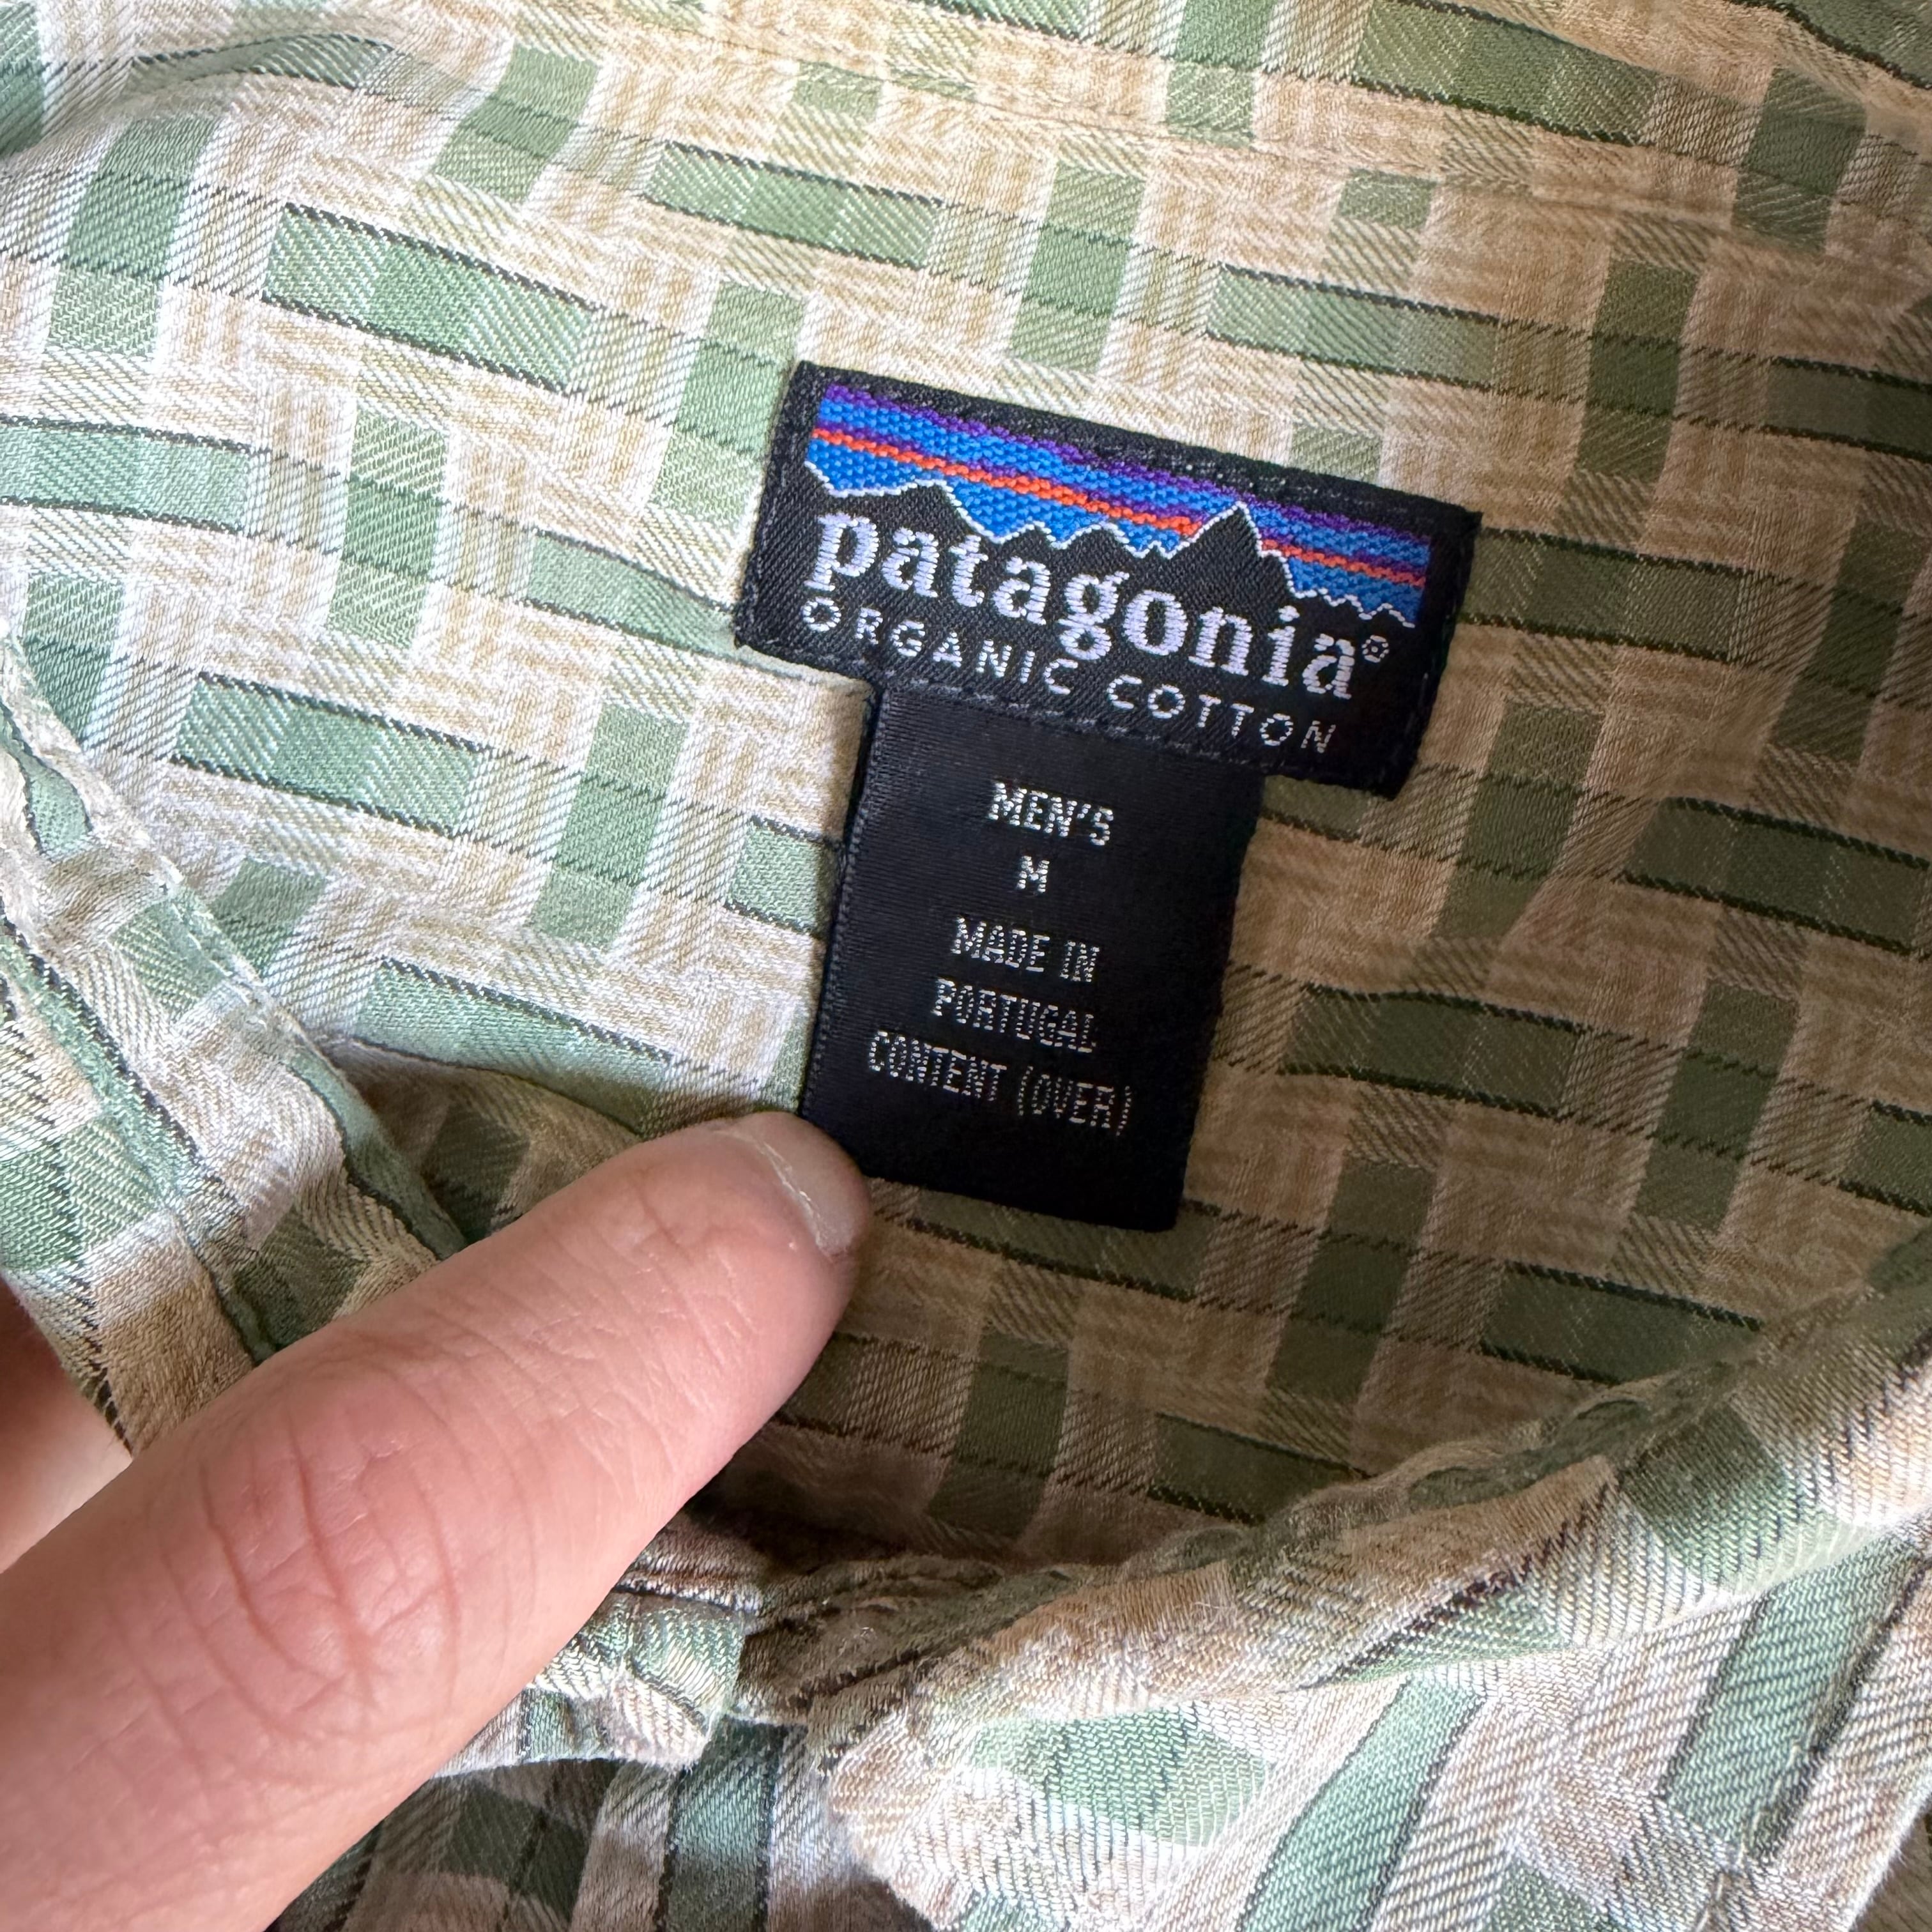 patagonia®
ORGANIC COTTON
MEN'S
M
MADE IN
PORTUGAL
CONTENT (OVER)